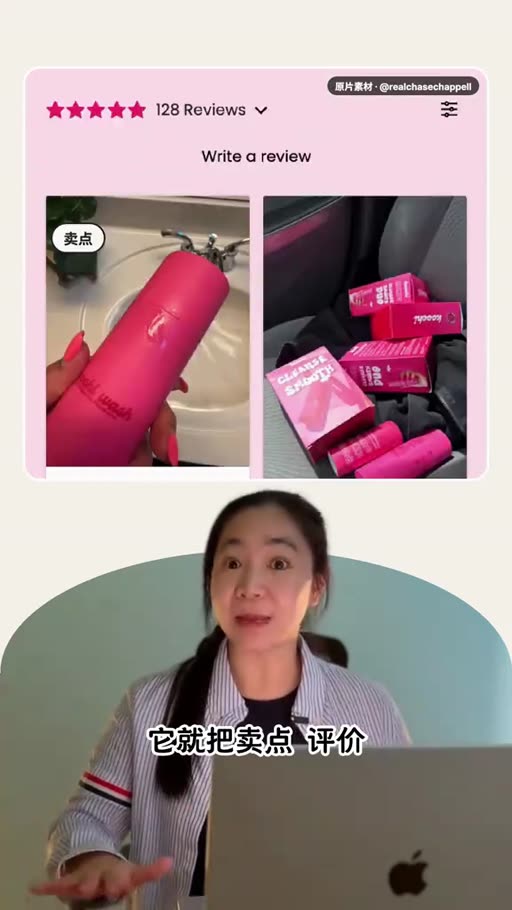 原片素材 · @realchasechappell
128 Reviews
Write a review
卖点
koochi
CLEANSE
SMOOTH
它就把卖点 评价